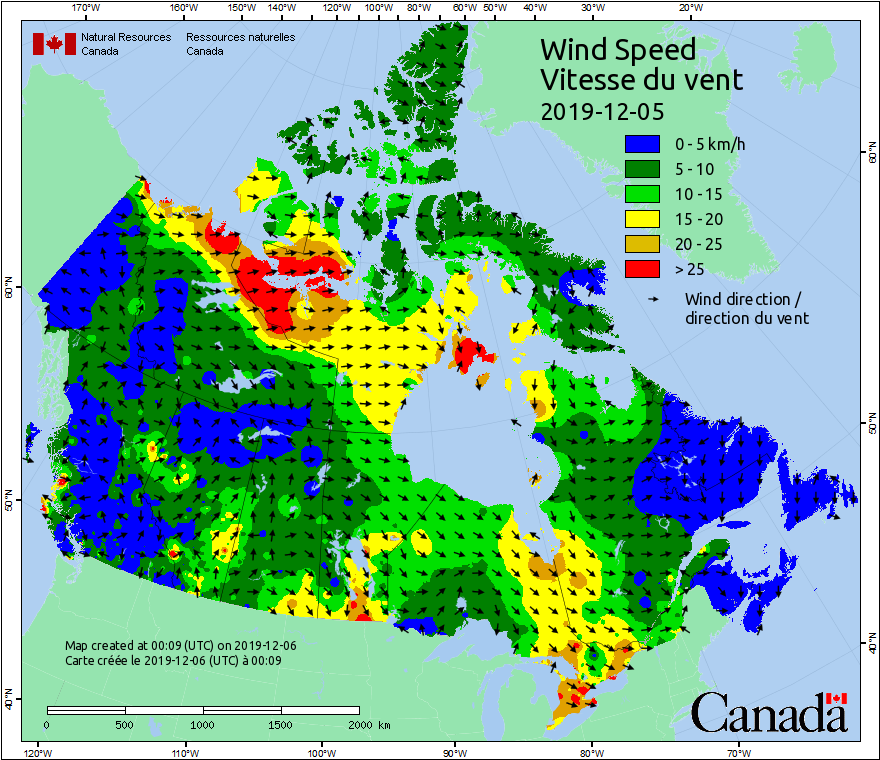 170°W 160°W 150°W 140°W 130°W 120°W 110°W 100°W 90°W 80°W 70°W 60°W 50°W 40°W 30°W 20°W
Natural Resources Ressources naturelles
Canada Canada
Wind Speed
Vitesse du vent
2019-12-05
0 - 5 km/h
5 - 10
10 - 15
15 - 20
20 - 25
> 25
Wind direction /
direction du vent
60°N
60°N
50°N
50°N
40°N
40°N
Map created at 00:09 (UTC) on 2019-12-06
Carte créée le 2019-12-06 (UTC) à 00:09
0 500 1000 1500 2000 km
Canada
120°W 110°W 100°W 90°W 80°W 70°W